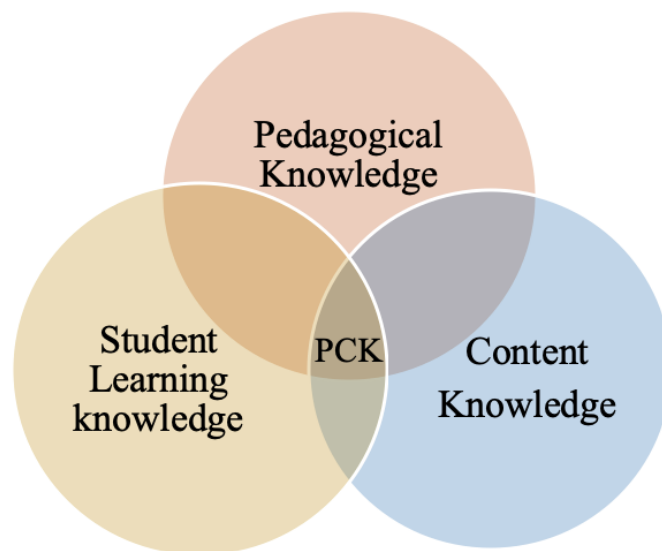 Pedagogical
Knowledge
Student
Learning
knowledge
PCK
Content
Knowledge